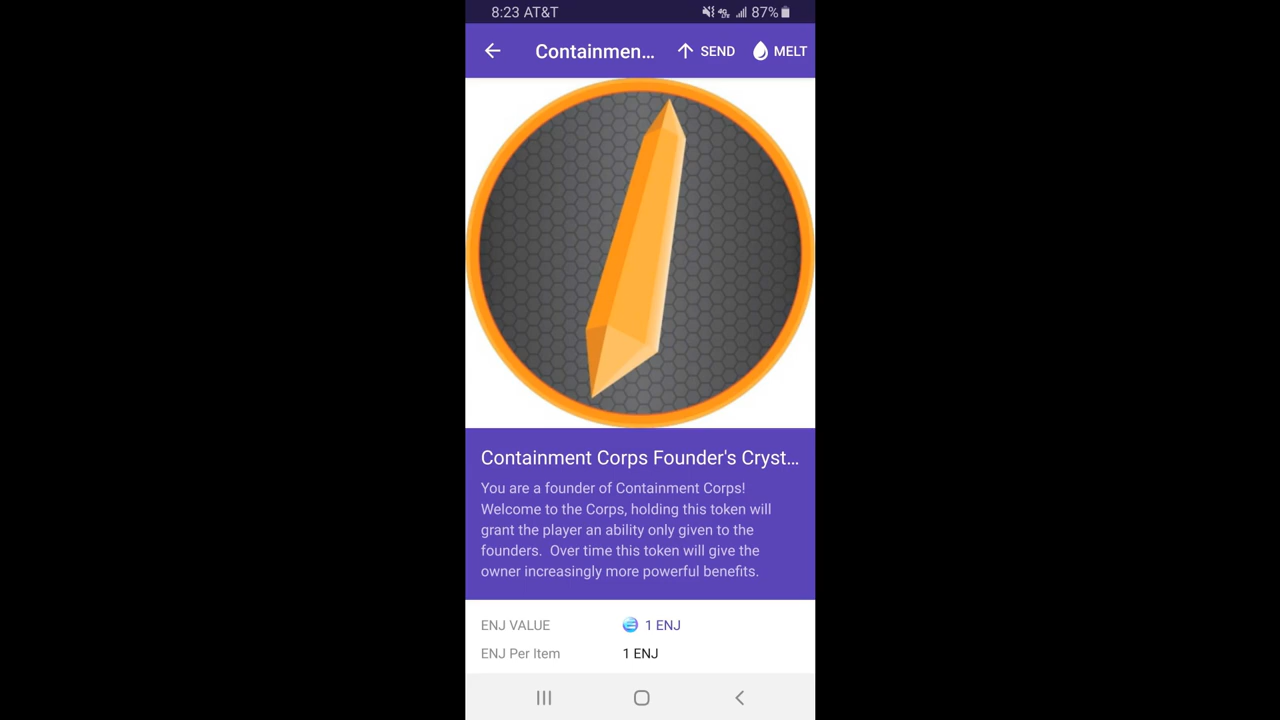 8:23 AT&T 87%
Containmen... SEND MELT
Containment Corps Founder's Cryst...
You are a founder of Containment Corps!
Welcome to the Corps, holding this token will
grant the player an ability only given to the
founders.  Over time this token will give the
owner increasingly more powerful benefits.
ENJ VALUE 1 ENJ
ENJ Per Item 1 ENJ